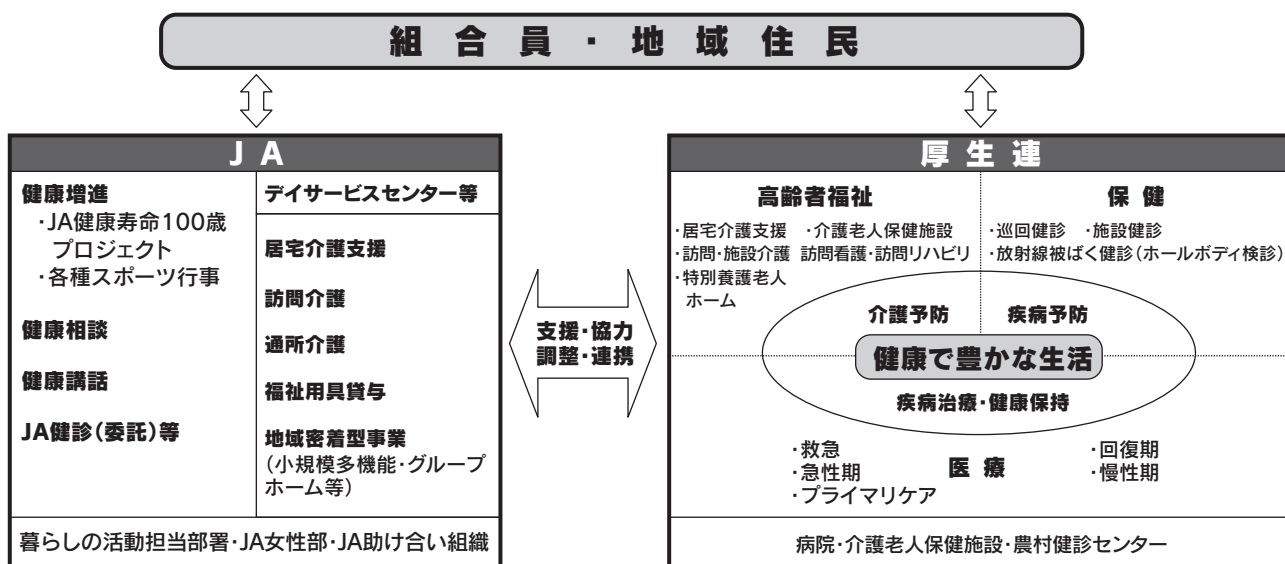 組合員・地域住民
JA
健康増進
・JA健康寿命100歳
プロジェクト
・各種スポーツ行事
健康相談
健康講話
JA健診(委託)等
デイサービスセンター等
居宅介護支援
訪問介護
通所介護
福祉用具貸与
地域密着型事業
(小規模多機能・グループ
ホーム等)
暮らしの活動担当部署・JA女性部・JA助け合い組織
支援・協力
調整・連携
厚生連
高齢者福祉
・居宅介護支援 ・介護老人保健施設
・訪問・施設介護 訪問看護・訪問リハビリ
・特別養護老人
ホーム
保健
・巡回健診 ・施設健診
・放射線被ばく健診(ホールボディ検診)
介護予防 疾病予防
健康で豊かな生活
疾病治療・健康保持
医療
・救急
・急性期
・プライマリケア
・回復期
・慢性期
病院・介護老人保健施設・農村健診センター